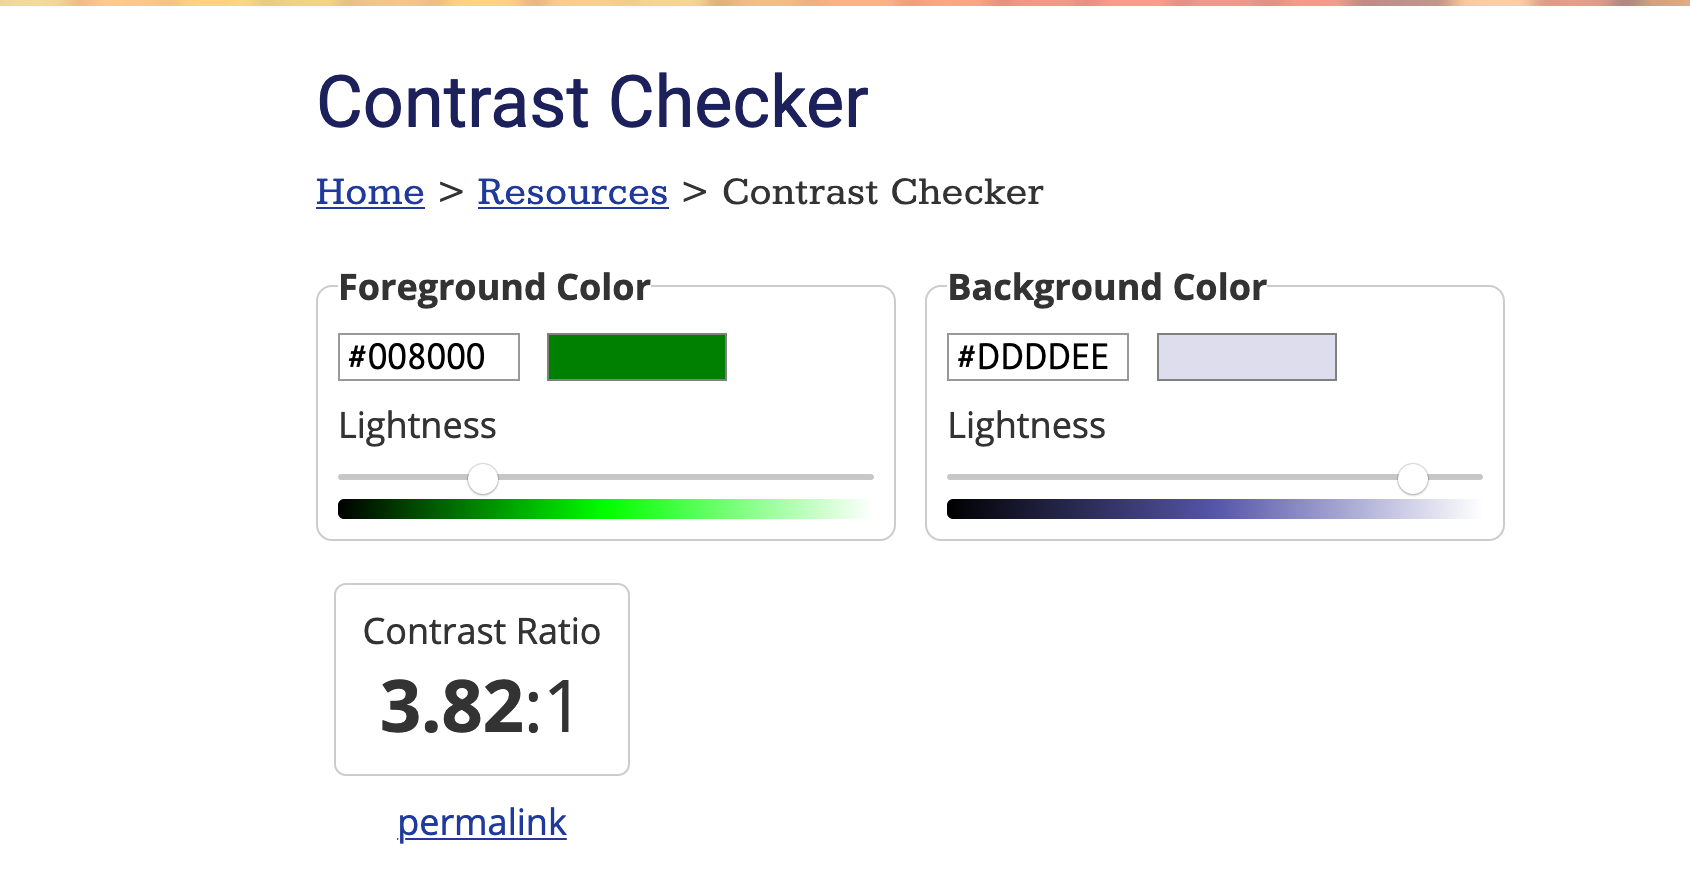 Contrast Checker
Home > Resources > Contrast Checker
Foreground Color
#008000
Lightness
Background Color
#DDDDEE
Lightness
Contrast Ratio
3.82:1
permalink